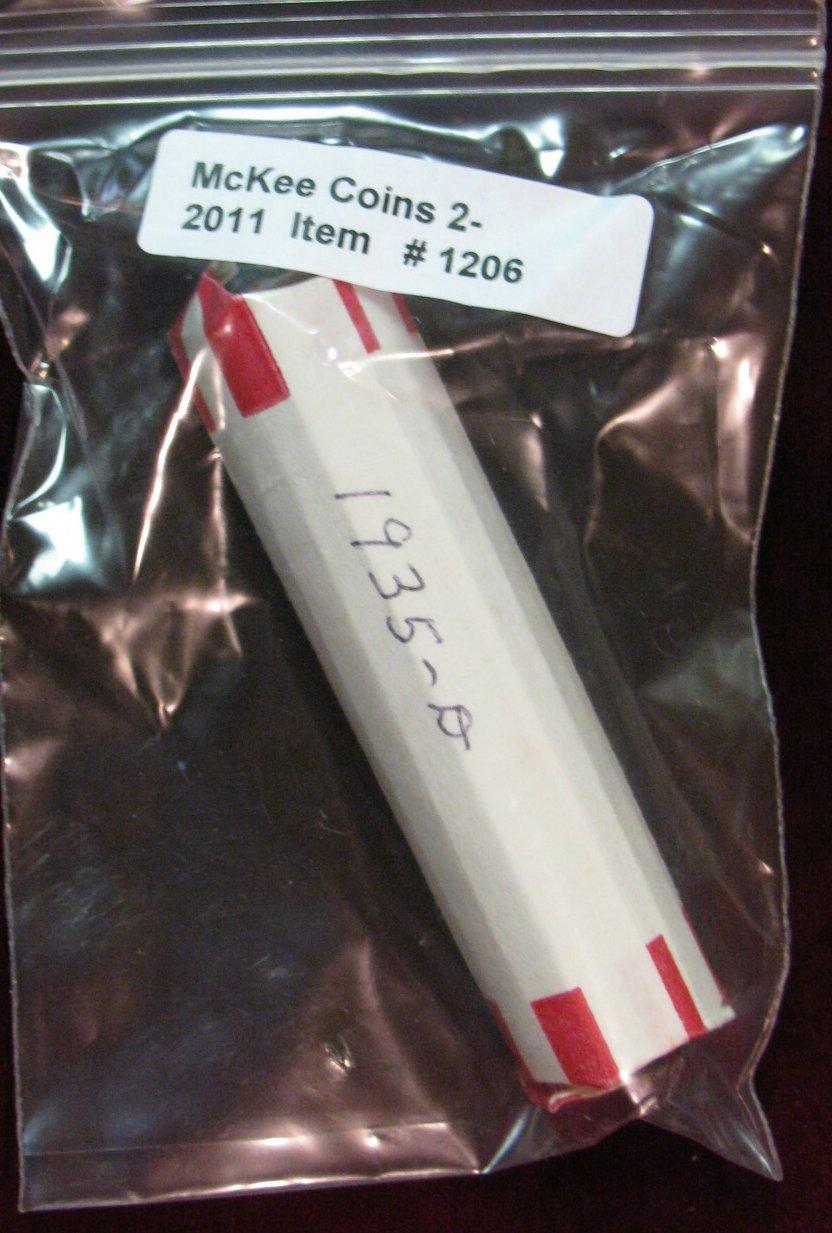 McKee Coins 2-
2011 Item # 1206
1935-D